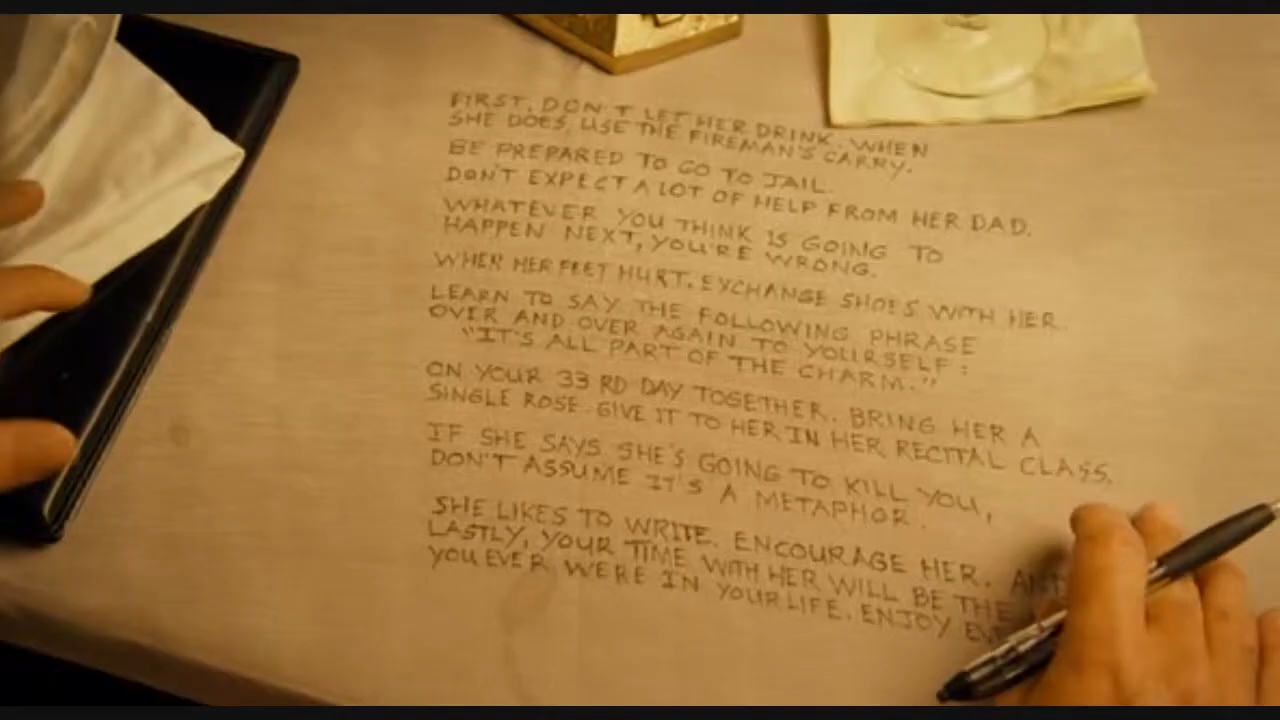 FIRST, DON'T LET HER DRINK. WHEN
SHE DOES, USE THE FIREMAN'S CARRY.
BE PREPARED TO GO TO JAIL.
DON'T EXPECT A LOT OF HELP FROM HER DAD.
WHATEVER YOU THINK IS GOING TO
HAPPEN NEXT, YOU'RE WRONG.
WHEN HER FEET HURT. EXCHANGE SHOES WITH HER.
LEARN TO SAY THE FOLLOWING PHRASE
OVER AND OVER AGAIN TO YOURSELF:
"IT'S ALL PART OF THE CHARM."
ON YOUR 33 RD DAY TOGETHER. BRING HER A
SINGLE ROSE. GIVE IT TO HER IN HER RECITAL CLASS.
IF SHE SAYS SHE'S GOING TO KILL YOU,
DON'T ASSUME IT'S A METAPHOR.
SHE LIKES TO WRITE. ENCOURAGE HER. AND
LASTLY, YOUR TIME WITH HER WILL BE THE
YOU EVER WERE IN YOUR LIFE. ENJOY